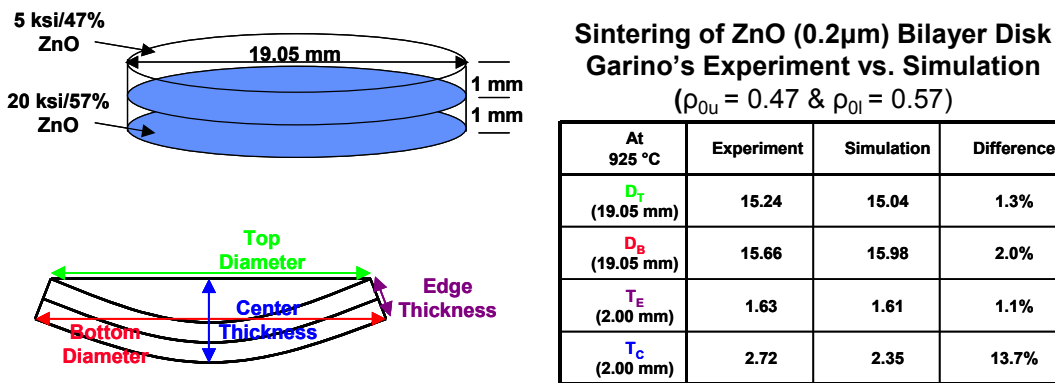 5 ksi/47%
ZnO
19.05 mm
1 mm
20 ksi/57%
ZnO
1 mm
Top
Diameter
Edge
Thickness
Center
Thickness
Bottom
Diameter
Sintering of ZnO (0.2µm) Bilayer Disk
Garino's Experiment vs. Simulation
(ρ0u = 0.47 & ρ0l = 0.57)
At
925 °C
Experiment
Simulation
Difference
DT
(19.05 mm)
15.24
15.04
1.3%
DB
(19.05 mm)
15.66
15.98
2.0%
TE
(2.00 mm)
1.63
1.61
1.1%
TC
(2.00 mm)
2.72
2.35
13.7%